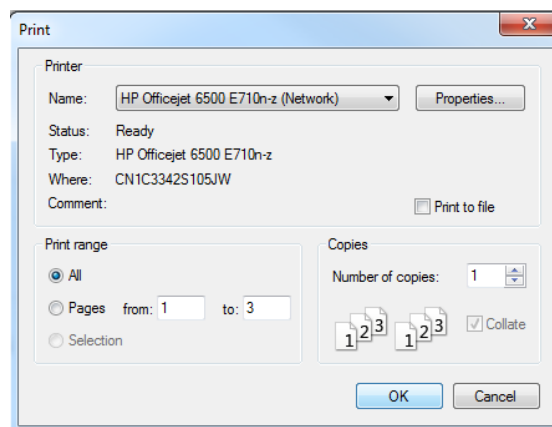 Print
Printer
Name: HP Officejet 6500 E710n-z (Network) Properties...
Status: Ready
Type: HP Officejet 6500 E710n-z
Where: CN1C3342S105JW
Comment: Print to file
Print range
All
Pages from: 1 to: 3
Selection
Copies
Number of copies: 1
1 2 3 1 2 3 Collate
OK Cancel